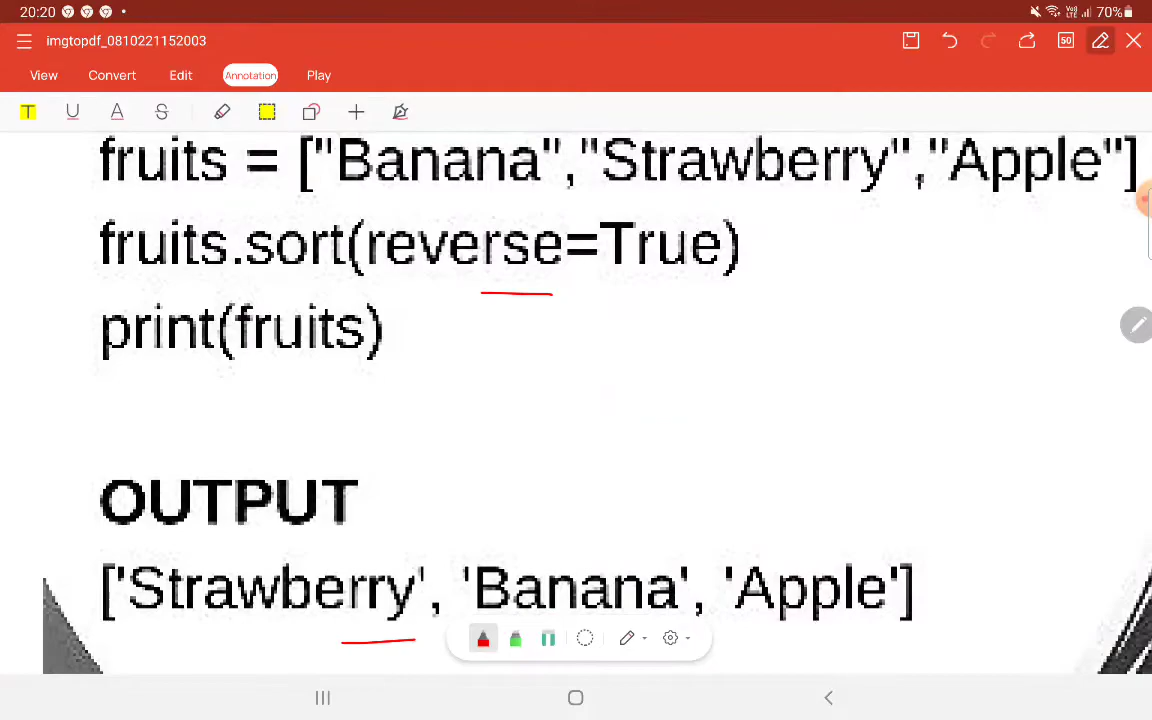 20:20 70%
imgtopdf_0810221152003 50
View Convert Edit Annotation Play
T U A S
fruits = ["Banana","Strawberry","Apple"]
fruits.sort(reverse=True)
print(fruits)
OUTPUT
['Strawberry', 'Banana', 'Apple']